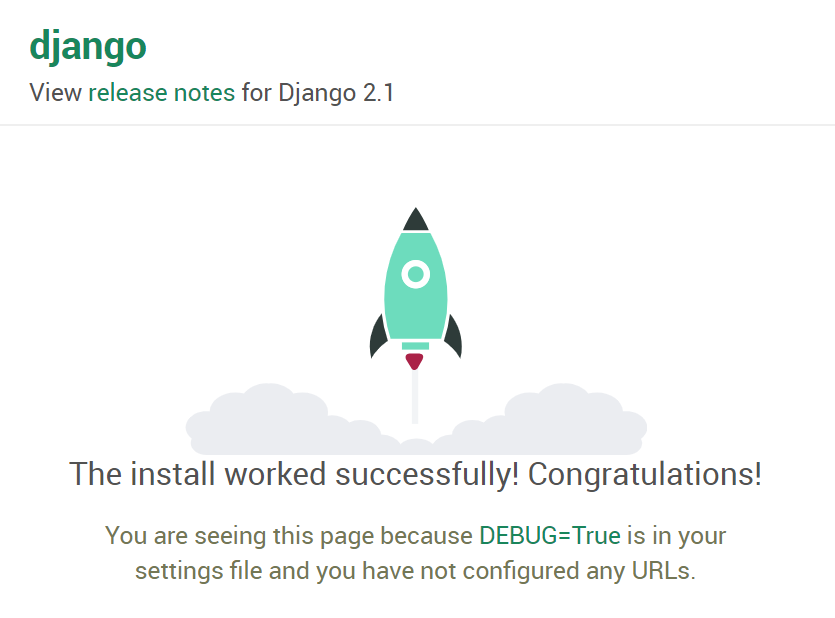 django
View release notes for Django 2.1
The install worked successfully! Congratulations!
You are seeing this page because DEBUG=True is in your
settings file and you have not configured any URLs.